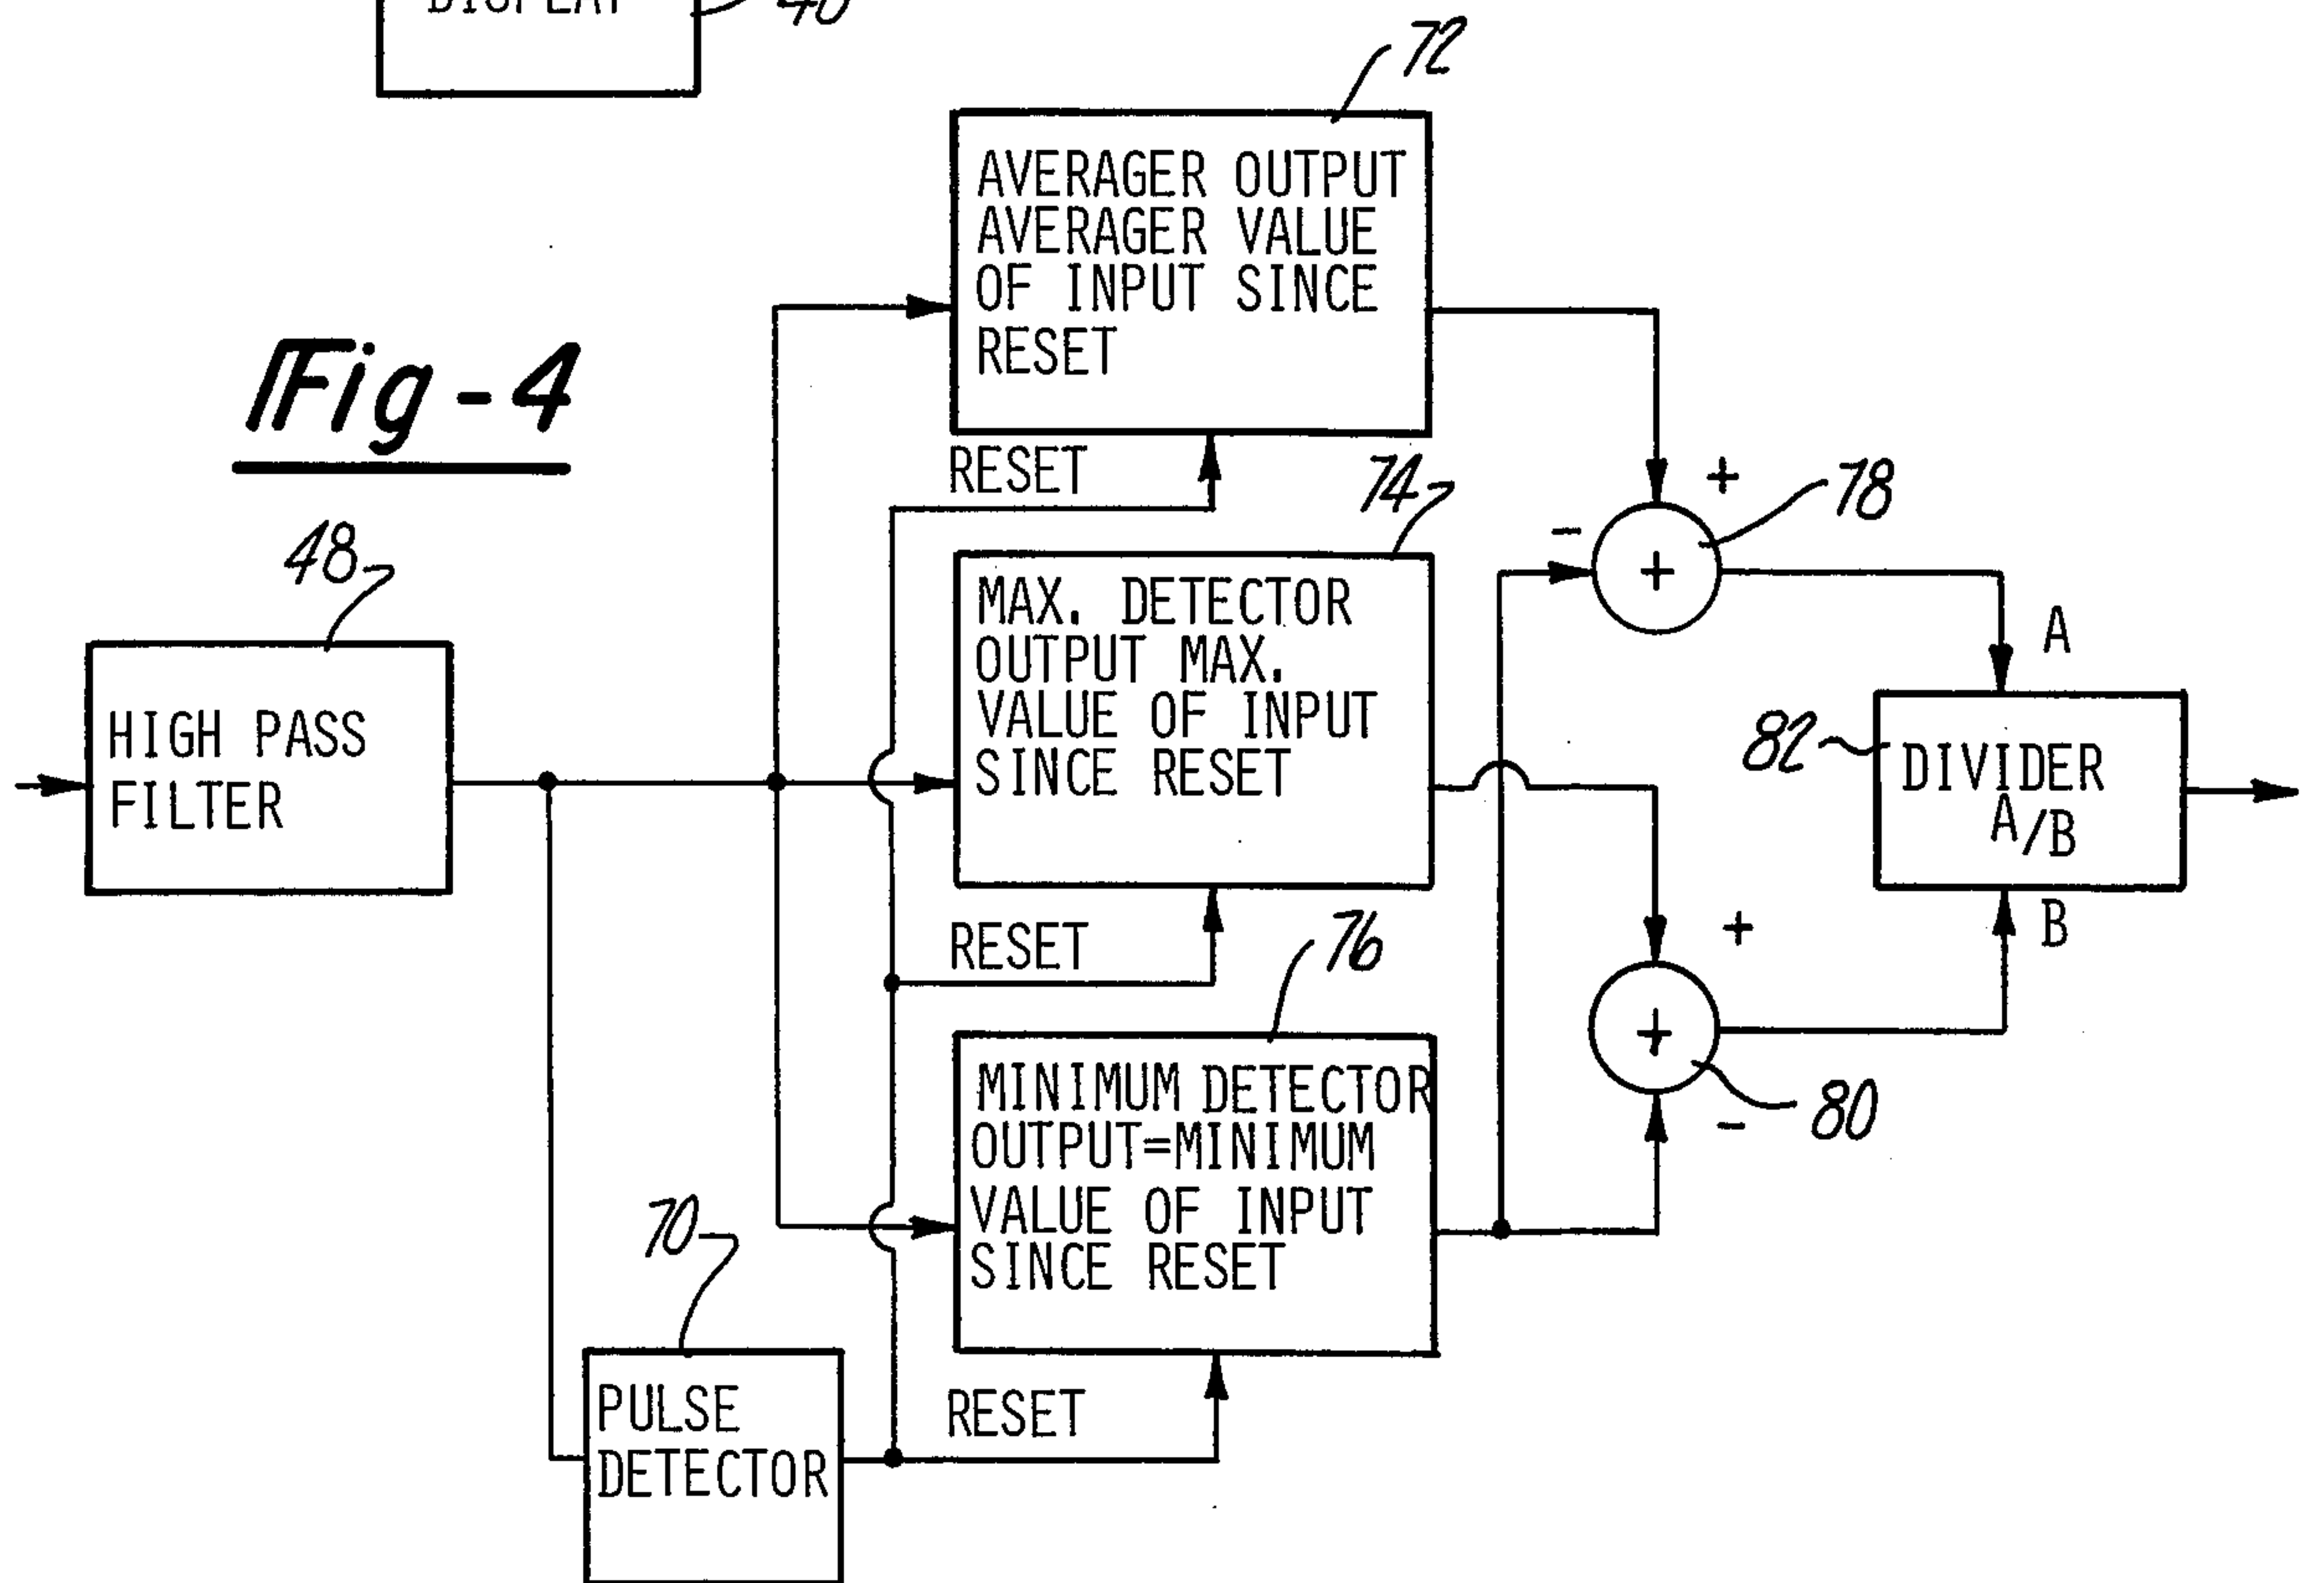 DISPLAY
40
72
AVERAGER OUTPUT
AVERAGER VALUE
OF INPUT SINCE
RESET
Fig-4
RESET
74
+
78
-
+
48
MAX. DETECTOR
OUTPUT MAX.
VALUE OF INPUT
SINCE RESET
A
HIGH PASS
FILTER
82
DIVIDER
A/B
B
RESET
76
+
+
80
-
MINIMUM DETECTOR
OUTPUT=MINIMUM
VALUE OF INPUT
SINCE RESET
70
RESET
PULSE
DETECTOR